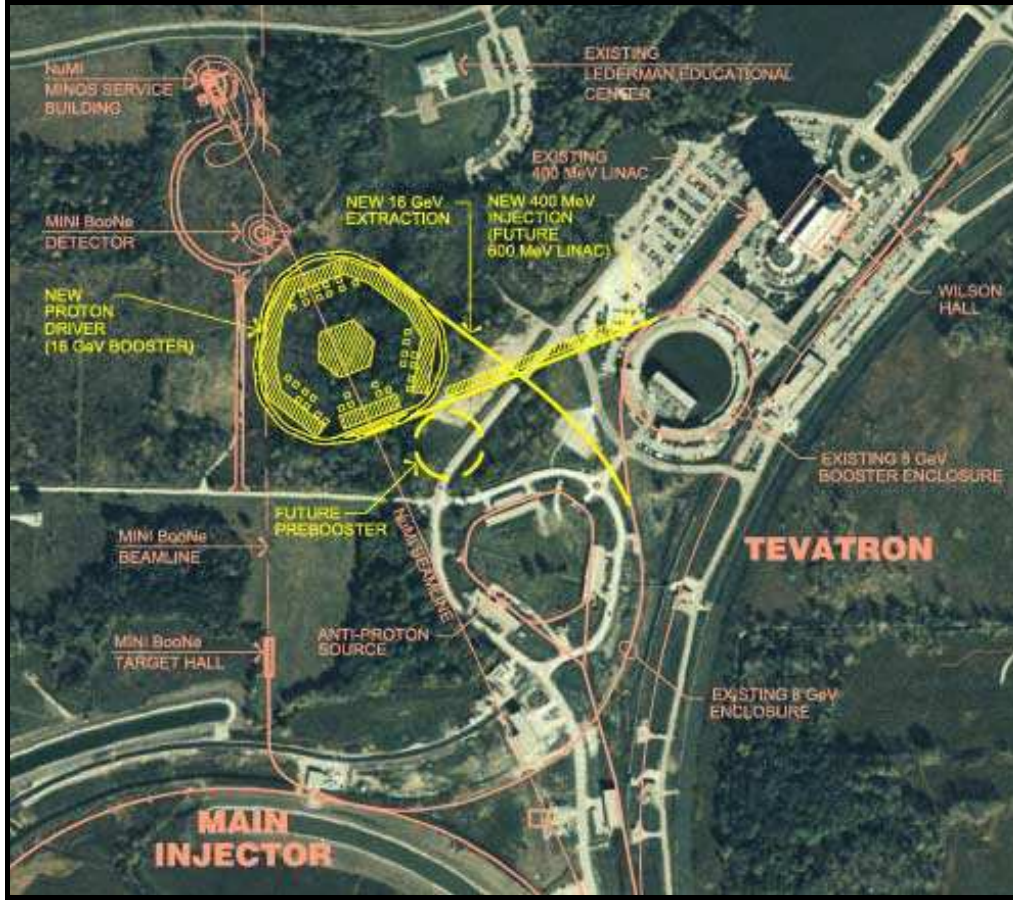 NuMI
MINOS SERVICE
BUILDING
EXISTING
LEDERMAN EDUCATIONAL
CENTER
EXISTING
400 MeV LINAC
NEW 16 GeV
EXTRACTION
NEW 400 MeV
INJECTION
(FUTURE
600 MeV LINAC)
MINI BooNe
DETECTOR
NEW
PROTON
DRIVER
(16 GeV BOOSTER)
WILSON
HALL
EXISTING 8 GeV
BOOSTER ENCLOSURE
FUTURE
PREBOOSTER
NuMI BEAMLINE
MINI BooNe
BEAMLINE
TEVATRON
ANTI-PROTON
SOURCE
MINI BooNe
TARGET HALL
EXISTING 8 GeV
ENCLOSURE
MAIN
INJECTOR